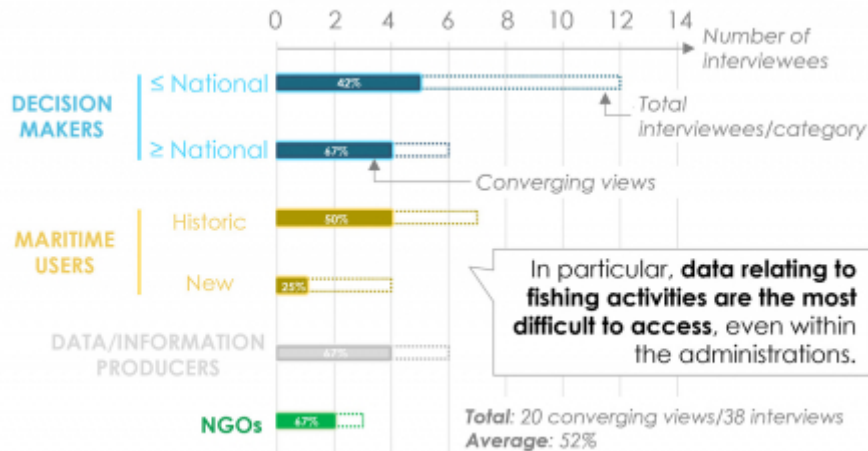 0 2 4 6 8 10 12 14
Number of
interviewees
DECISION
MAKERS
≤ National
42%
Total
interviewees/category
≥ National
67%
Converging views
MARITIME
USERS
Historic
50%
New
25%
In particular, data relating to
fishing activities are the most
difficult to access, even within
the administrations.
DATA/INFORMATION
PRODUCERS
67%
NGOs
67%
Total: 20 converging views/38 interviews
Average: 52%